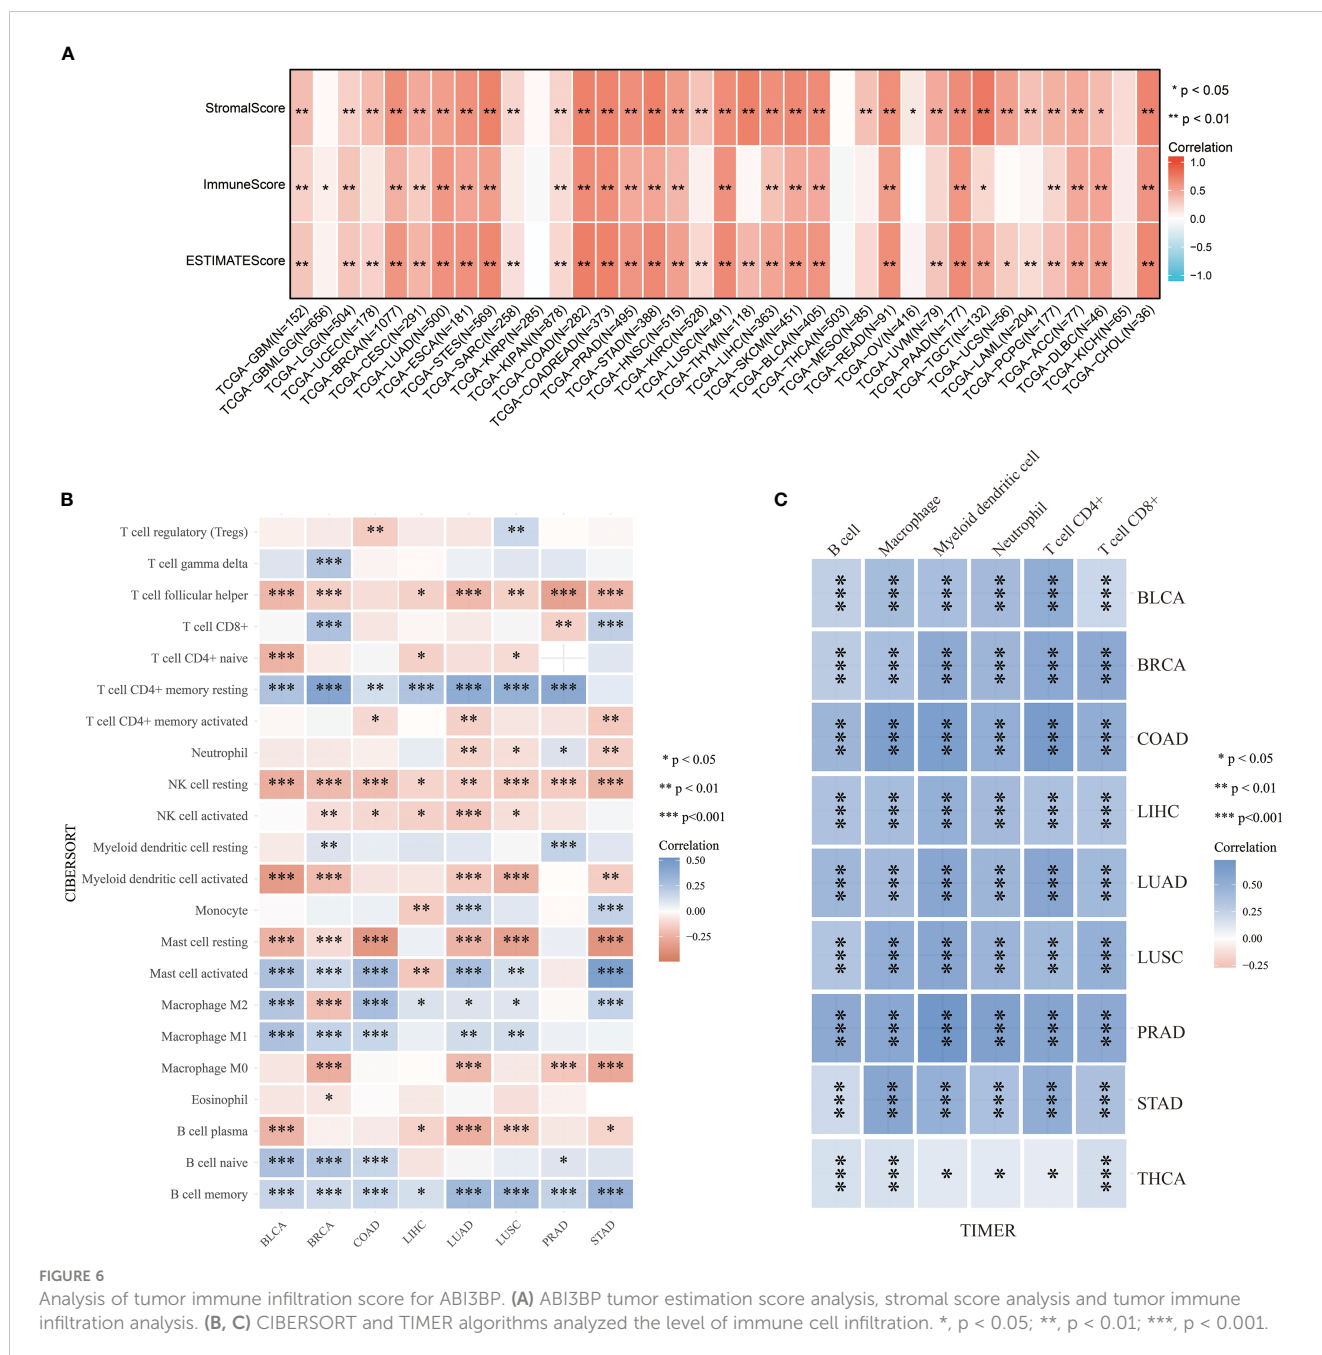 A
StromalScore
** ** ** ** ** ** ** ** ** ** ** ** ** ** ** ** ** ** ** ** ** ** ** ** * ** ** ** ** ** ** ** * **
ImmuneScore
** * ** ** ** ** ** ** ** ** ** ** ** ** ** ** ** ** ** ** ** * ** ** ** **
ESTIMATEScore
** ** ** ** ** ** ** ** ** ** ** ** ** ** ** ** ** ** ** ** ** ** ** ** ** * ** ** ** ** **
* p < 0.05
** p < 0.01
Correlation
1.0
0.5
0.0
−0.5
−1.0
TCGA−GBM(N=152)
TCGA−GBMLGG(N=656)
TCGA−LGG(N=504)
TCGA−UCEC(N=178)
TCGA−BRCA(N=1077)
TCGA−CESC(N=291)
TCGA−LUAD(N=500)
TCGA−ESCA(N=181)
TCGA−STES(N=569)
TCGA−SARC(N=258)
TCGA−KIRP(N=285)
TCGA−KIPAN(N=878)
TCGA−COAD(N=282)
TCGA−COADREAD(N=373)
TCGA−PRAD(N=495)
TCGA−STAD(N=388)
TCGA−HNSC(N=515)
TCGA−KIRC(N=528)
TCGA−LUSC(N=491)
TCGA−THYM(N=118)
TCGA−LIHC(N=363)
TCGA−SKCM(N=451)
TCGA−BLCA(N=405)
TCGA−THCA(N=503)
TCGA−MESO(N=85)
TCGA−READ(N=91)
TCGA−OV(N=416)
TCGA−UVM(N=79)
TCGA−PAAD(N=177)
TCGA−TGCT(N=132)
TCGA−UCS(N=56)
TCGA−LAML(N=204)
TCGA−PCPG(N=177)
TCGA−ACC(N=77)
TCGA−DLBC(N=46)
TCGA−KICH(N=65)
TCGA−CHOL(N=36)
B
CIBERSORT
T cell regulatory (Tregs) ** **
T cell gamma delta ***
T cell follicular helper *** *** * *** ** *** ***
T cell CD8+ *** ** ***
T cell CD4+ naive *** * *
T cell CD4+ memory resting *** *** ** *** *** *** ***
T cell CD4+ memory activated * ** **
Neutrophil ** * * **
NK cell resting *** *** *** * ** *** *** ***
NK cell activated ** * * *** *
Myeloid dendritic cell resting ** ***
Myeloid dendritic cell activated *** *** *** *** **
Monocyte ** *** ***
Mast cell resting *** *** *** *** *** ***
Mast cell activated *** *** *** ** *** ** ***
Macrophage M2 *** *** *** * * * ***
Macrophage M1 *** *** *** ** **
Macrophage M0 *** *** *** ***
Eosinophil *
B cell plasma *** * *** *** *
B cell naive *** *** *** *
B cell memory *** *** *** * *** *** *** ***
BLCA
BRCA
COAD
LIHC
LUAD
LUSC
PRAD
STAD
* p < 0.05
** p < 0.01
*** p<0.001
Correlation
0.50
0.25
0.00
−0.25
C
B cell
Macrophage
Myeloid dendritic cell
Neutrophil
T cell CD4+
T cell CD8+
*** *** *** *** *** *** BLCA
*** *** *** *** *** *** BRCA
*** *** *** *** *** *** COAD
*** *** *** *** *** *** LIHC
*** *** *** *** *** *** LUAD
*** *** *** *** *** *** LUSC
*** *** *** *** *** *** PRAD
*** *** *** *** *** *** STAD
*** *** * * * *** THCA
TIMER
* p < 0.05
** p < 0.01
*** p<0.001
Correlation
0.50
0.25
0.00
−0.25
FIGURE 6
Analysis of tumor immune infiltration score for ABI3BP. (A) ABI3BP tumor estimation score analysis, stromal score analysis and tumor immune
infiltration analysis. (B, C) CIBERSORT and TIMER algorithms analyzed the level of immune cell infiltration. *, p < 0.05; **, p < 0.01; ***, p < 0.001.